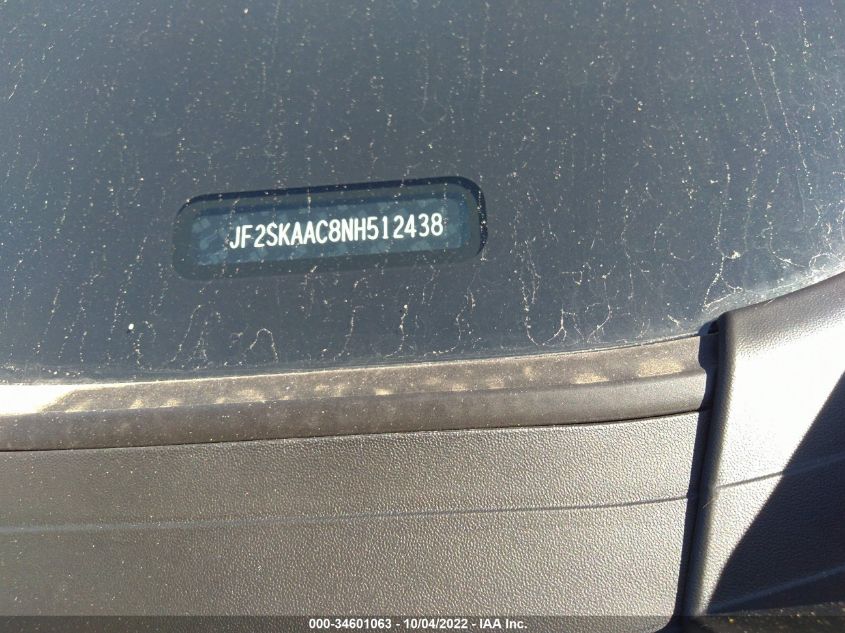 JF2SKAAC8NH512438
000-34601063 - 10/04/2022 - IAA Inc.